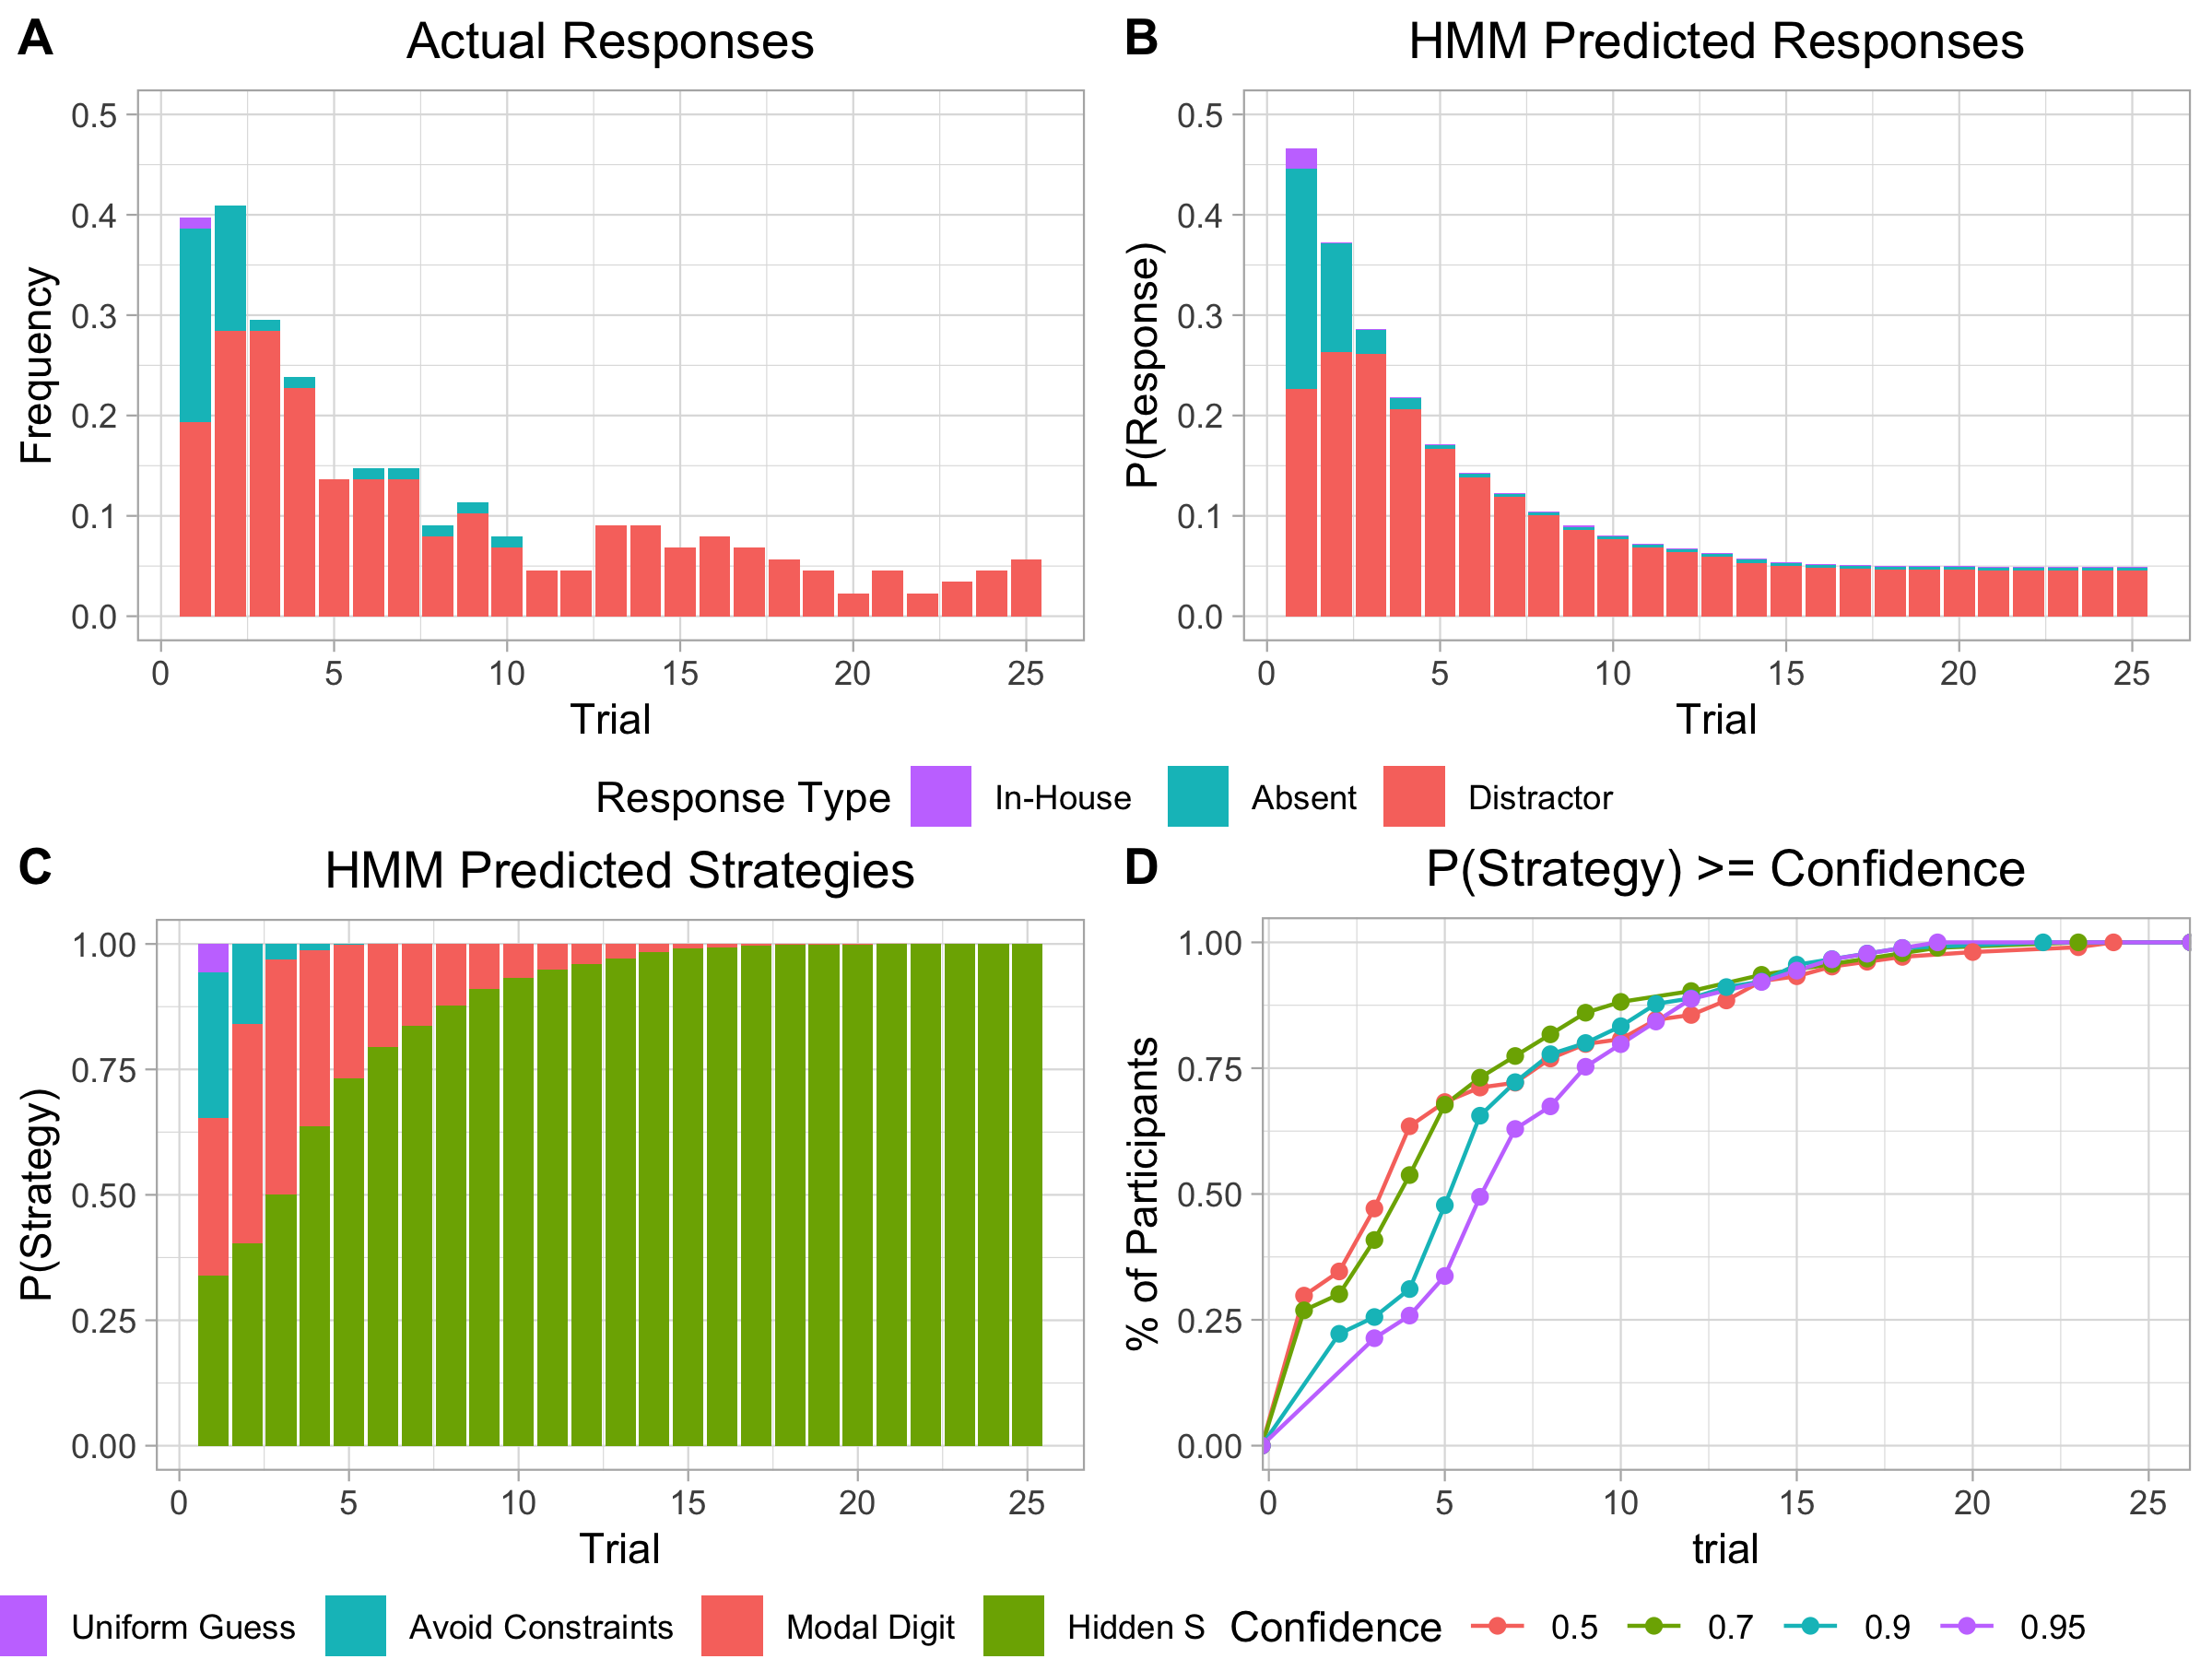 A
Actual Responses
Frequency
0.5
0.4
0.3
0.2
0.1
0.0
0 5 10 15 20 25
Trial
B
HMM Predicted Responses
P(Response)
0.5
0.4
0.3
0.2
0.1
0.0
0 5 10 15 20 25
Trial
Response Type In-House Absent Distractor
C
HMM Predicted Strategies
P(Strategy)
1.00
0.75
0.50
0.25
0.00
0 5 10 15 20 25
Trial
Uniform Guess Avoid Constraints Modal Digit Hidden S
D
P(Strategy) >= Confidence
% of Participants
1.00
0.75
0.50
0.25
0.00
0 5 10 15 20 25
trial
Confidence 0.5 0.7 0.9 0.95